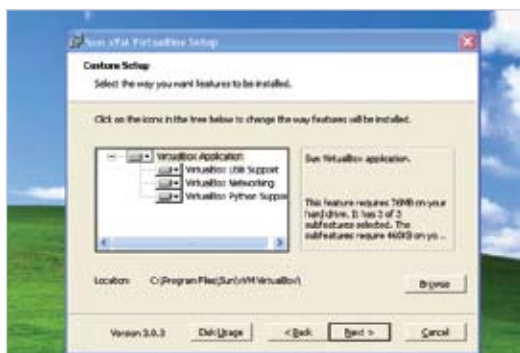 Sun xVM VirtualBox Setup
Custom Setup
Select the way you want features to be installed.
Click on the icons in the tree below to change the way features will be installed.
VirtualBox Application
VirtualBox USB Support
VirtualBox Networking
VirtualBox Python Suppor
Sun VirtualBox application.
This feature requires 76MB on your
hard drive. It has 3 of 3
subfeatures selected. The
subfeatures require 460KB on yo...
Location: C:\Program Files\Sun\xVM VirtualBox\
Browse
Version 3.0.3
Disk Usage
< Back
Next >
Cancel